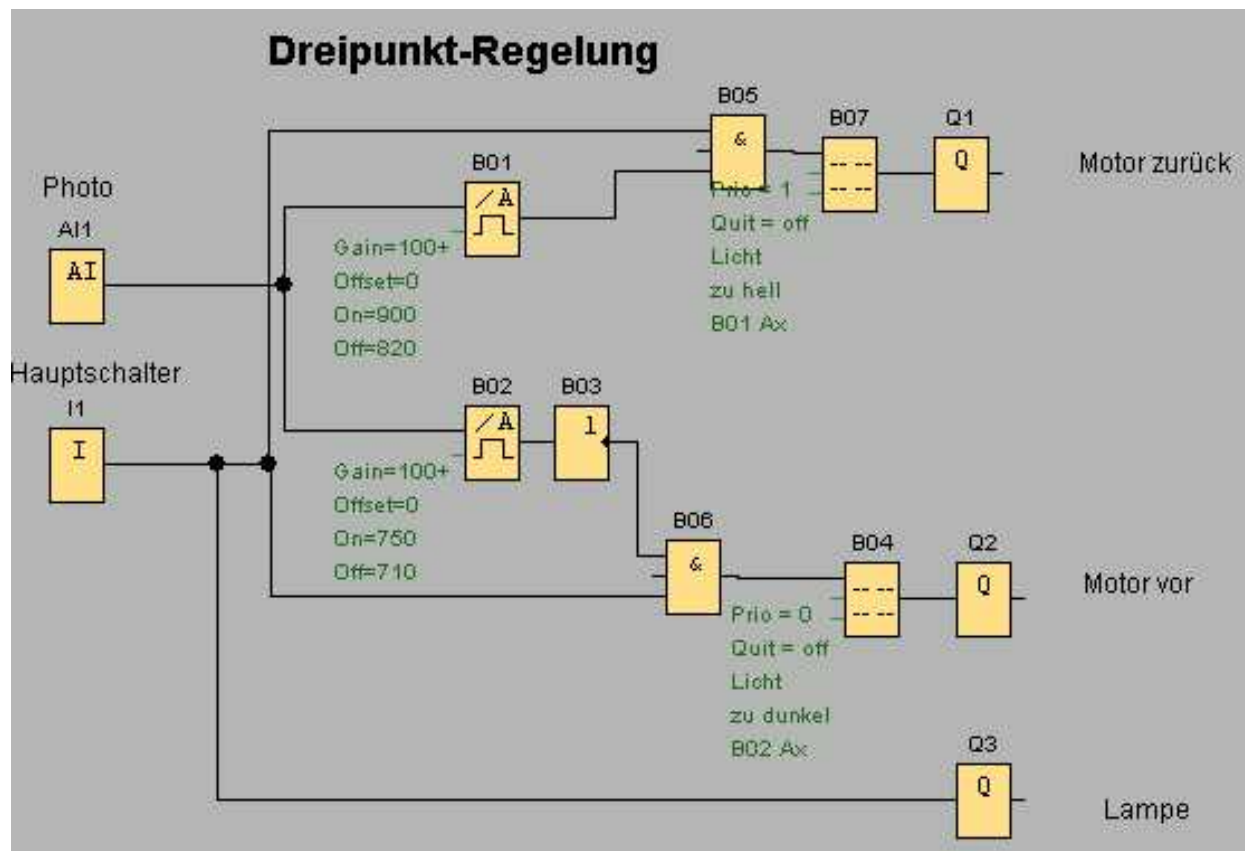 Dreipunkt-Regelung
B05
&
B07
-- --
-- --
Q1
Q
Motor zurück
Prio = 1
Quit = off
Licht
zu hell
B01 Ax
B01
/A
Gain=100+
Offset=0
On=900
Off=820
Photo
AI1
AI
Hauptschalter
I1
I
B02
/A
Gain=100+
Offset=0
On=750
Off=710
B03
1
B06
&
B04
-- --
-- --
Q2
Q
Motor vor
Prio = 0
Quit = off
Licht
zu dunkel
B02 Ax
Q3
Q
Lampe